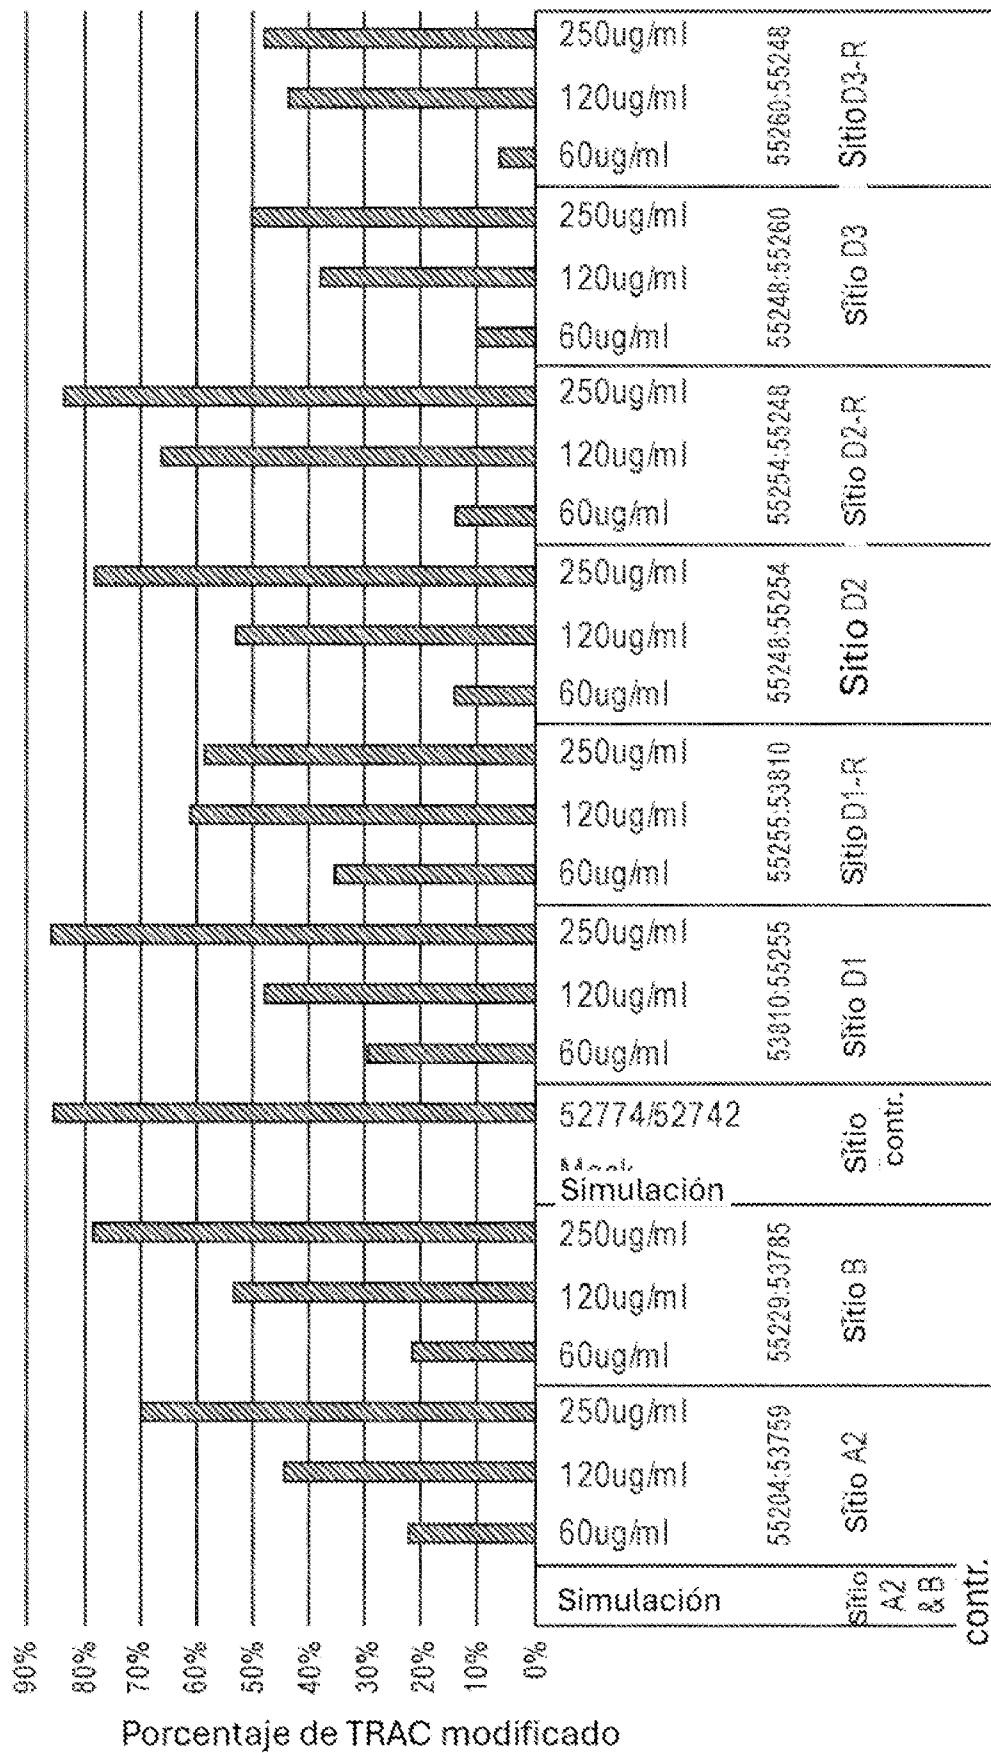 250ug/ml
120ug/ml
60ug/ml
55260:55248
Sitio D3-R
250ug/ml
120ug/ml
60ug/ml
55248:55260
Sitio D3
250ug/ml
120ug/ml
60ug/ml
55254:55248
Sitio D2-R
250ug/ml
120ug/ml
60ug/ml
55248:55254
Sitio D2
250ug/ml
120ug/ml
60ug/ml
55255:53810
Sitio D1-R
250ug/ml
120ug/ml
60ug/ml
53810:55255
Sitio D1
52774/52742
Simulación
Sitio
contr.
250ug/ml
120ug/ml
60ug/ml
55229:53785
Sitio B
250ug/ml
120ug/ml
60ug/ml
55204:53759
Sitio A2
Simulación
Sitio
A2
& B
contr.
90%
80%
70%
60%
50%
40%
30%
20%
10%
0%
Porcentaje de TRAC modificado